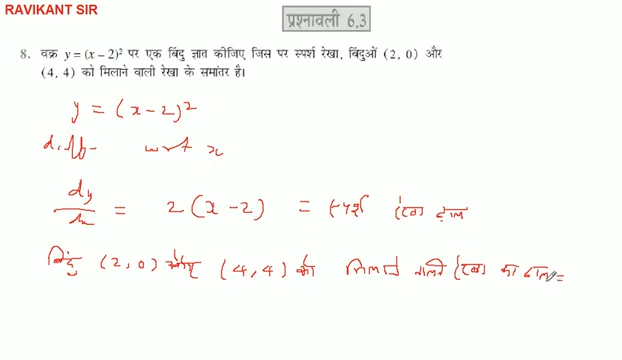 RAVIKANT SIR
प्रश्नावली 6.3
8. वक्र y = (x – 2)² पर एक बिंदु ज्ञात कीजिए जिस पर स्पर्श रेखा, बिंदुओं (2, 0) और
(4, 4) को मिलाने वाली रेखा के समांतर है।
y = (x – 2)²
diff– w r t x
dy/dx = 2(x – 2) = स्पर्श रेखा ढाल
बिंदु (2, 0) और (4, 4) को मिलाने वाली रेखा का ढाल =